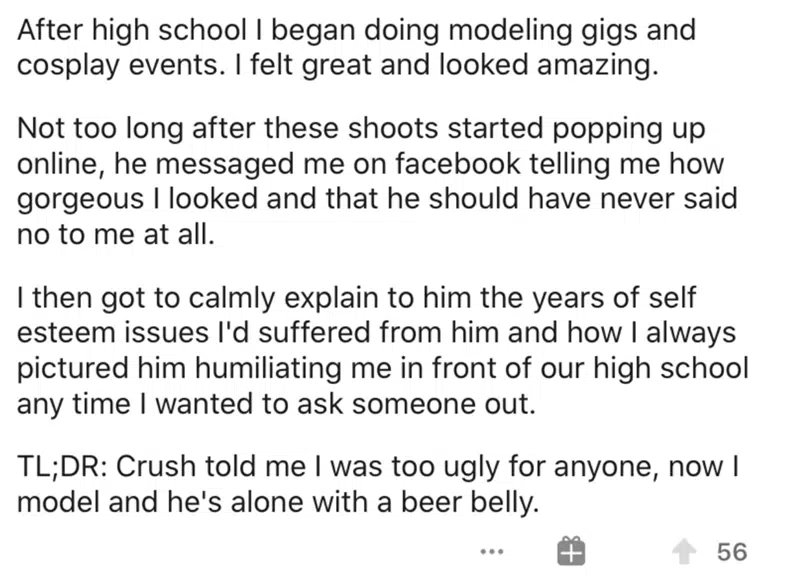 After high school I began doing modeling gigs and
cosplay events. I felt great and looked amazing.
Not too long after these shoots started popping up
online, he messaged me on facebook telling me how
gorgeous I looked and that he should have never said
no to me at all.
I then got to calmly explain to him the years of self
esteem issues I'd suffered from him and how I always
pictured him humiliating me in front of our high school
any time I wanted to ask someone out.
TL;DR: Crush told me I was too ugly for anyone, now I
model and he's alone with a beer belly.
56